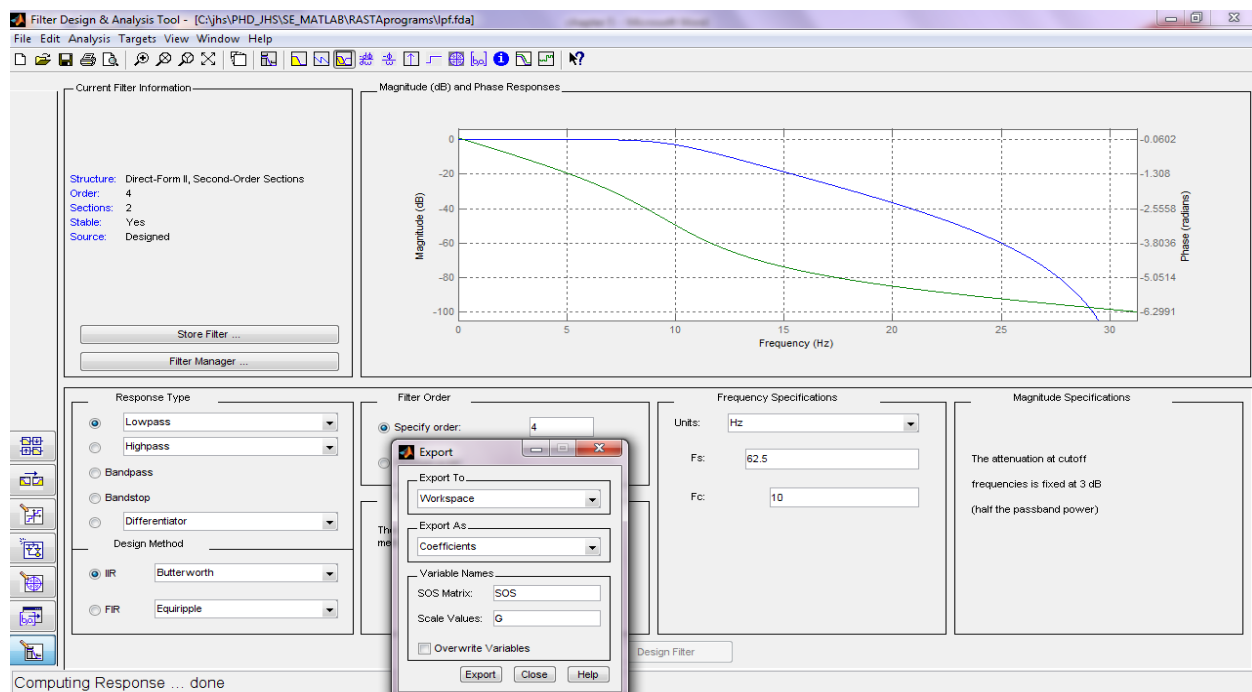 Filter Design & Analysis Tool - [C:\jhs\PHD_JHS\SE_MATLAB\RASTAprograms\lpf.fda]
File Edit Analysis Targets View Window Help
Current Filter Information
Structure: Direct-Form II, Second-Order Sections
Order: 4
Sections: 2
Stable: Yes
Source: Designed
Store Filter ...
Filter Manager ...
Magnitude (dB) and Phase Responses
Magnitude (dB)
0
-20
-40
-60
-80
-100
0 5 10 15 20 25 30
Frequency (Hz)
-0.0602
-1.308
-2.5558
-3.8036
-5.0514
-6.2991
Phase (radians)
Response Type
Lowpass
Highpass
Bandpass
Bandstop
Differentiator
Design Method
IIR Butterworth
FIR Equiripple
Filter Order
Specify order: 4
Export
Export To
Workspace
Export As
Coefficients
Variable Names
SOS Matrix: SOS
Scale Values: G
Overwrite Variables
Export Close Help
Frequency Specifications
Units: Hz
Fs: 62.5
Fc: 10
Magnitude Specifications
The attenuation at cutoff
frequencies is fixed at 3 dB
(half the passband power)
Design Filter
Computing Response ... done